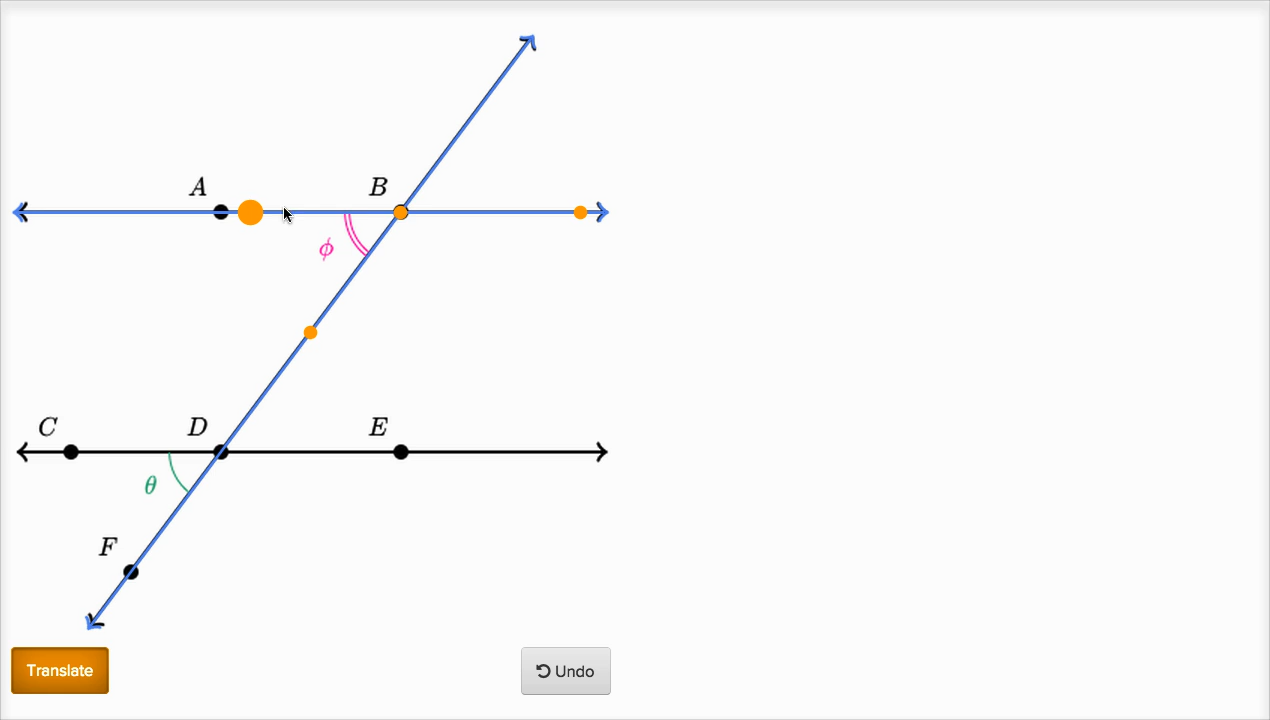 A B
ϕ
C D E
θ
F
Translate Undo